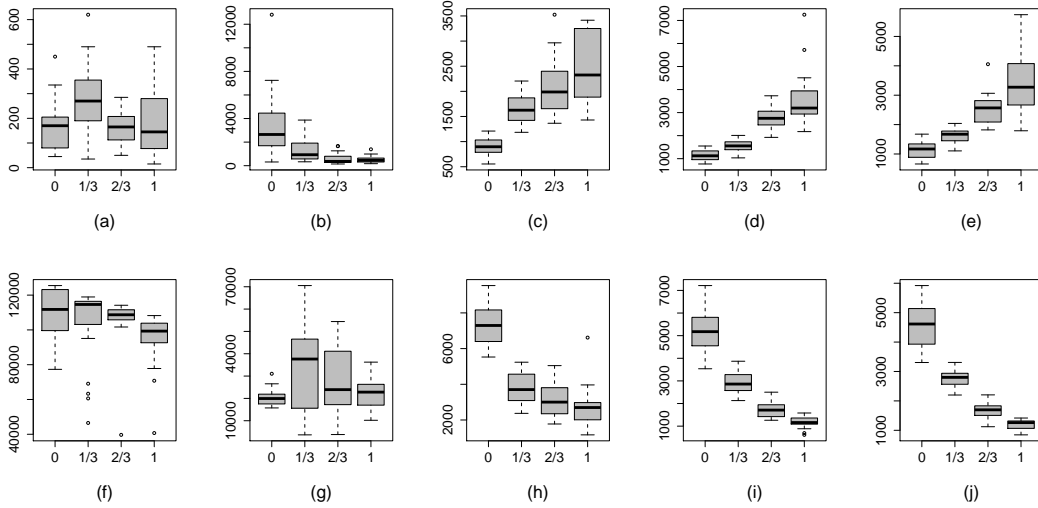 0 200 400 600
0 1/3 2/3 1
(a)
0 4000 8000 12000
0 1/3 2/3 1
(b)
500 1500 2500 3500
0 1/3 2/3 1
(c)
1000 3000 5000 7000
0 1/3 2/3 1
(d)
1000 3000 5000
0 1/3 2/3 1
(e)
40000 80000 120000
0 1/3 2/3 1
(f)
10000 30000 50000 70000
0 1/3 2/3 1
(g)
2000 6000
0 1/3 2/3 1
(h)
1000 3000 5000 7000
0 1/3 2/3 1
(i)
1000 3000 5000
0 1/3 2/3 1
(j)